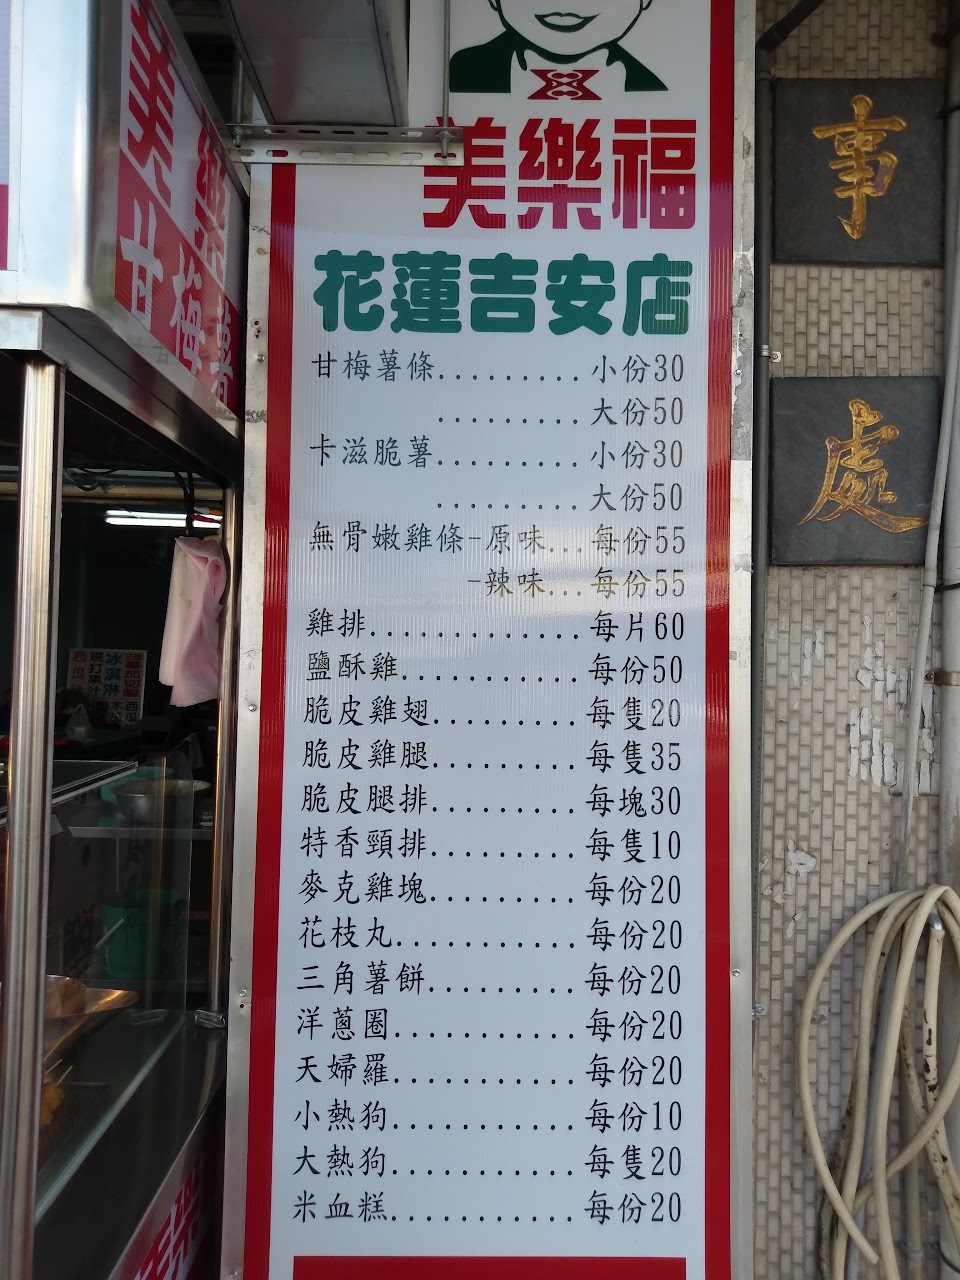 美樂福
花蓮吉安店
甘梅薯條.........小份30
.........大份50
卡滋脆薯.........小份30
.........大份50
無骨嫩雞條-原味...每份55
-辣味...每份55
雞排.............每片60
鹽酥雞...........每份50
脆皮雞翅.........每隻20
脆皮雞腿.........每隻35
脆皮腿排.........每塊30
特香頸排.........每隻10
麥克雞塊.........每份20
花枝丸...........每份20
三角薯餅.........每份20
洋蔥圈...........每份20
天婦羅...........每份20
小熱狗...........每份10
大熱狗...........每隻20
米血糕...........每份20
美樂
甘梅薯
事
處
西瓜
冰淇淋